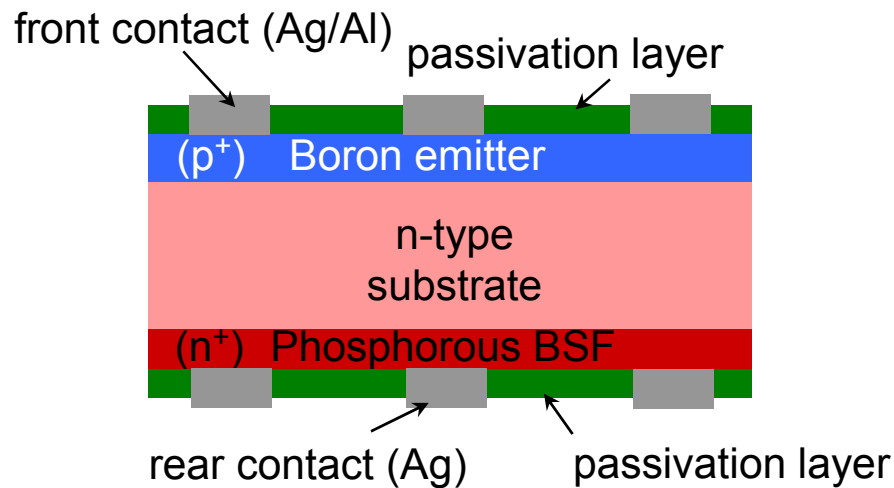 front contact (Ag/Al)
passivation layer
(p⁺) Boron emitter
n-type
substrate
(n⁺) Phosphorous BSF
rear contact (Ag)
passivation layer